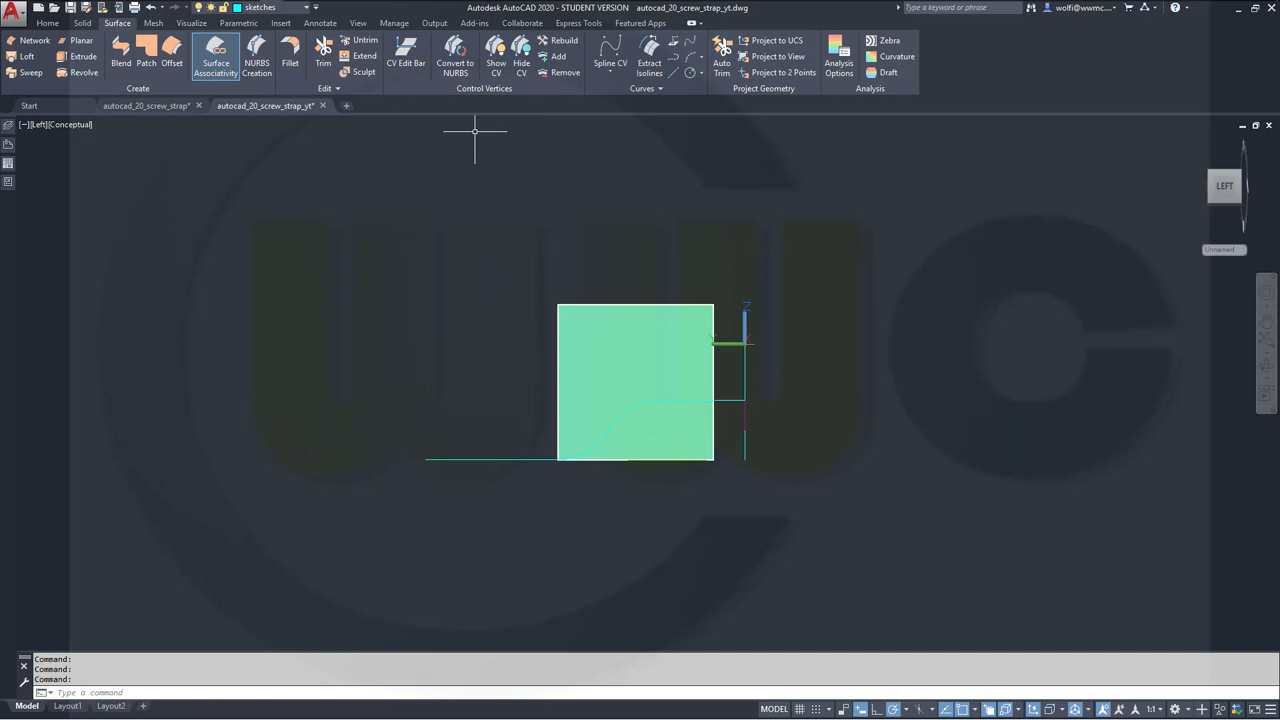 sketches
Autodesk AutoCAD 2020 - STUDENT VERSION autocad_20_screw_strap_yt.dwg
Type a keyword or phrase
wolfi@wwmc...
Home Solid Surface Mesh Visualize Parametric Insert Annotate View Manage Output Add-ins Collaborate Express Tools Featured Apps
Network Planar Untrim Rebuild Project to UCS Zebra
Loft Extrude Extend Add Project to View Curvature
Sweep Revolve Sculpt Remove Project to 2 Points Draft
Blend Patch Offset Surface Associativity NURBS Creation Fillet Trim CV Edit Bar Convert to NURBS Show CV Hide CV Spline CV Extract Isolines Auto Trim Analysis Options
Create Edit Control Vertices Curves Project Geometry Analysis
Start autocad_20_screw_strap* autocad_20_screw_strap_yt*
[−][Left][Conceptual]
LEFT
Unnamed
Z
Y
wwc
Command:
Command:
Command:
Type a command
Model Layout1 Layout2
MODEL
1:1